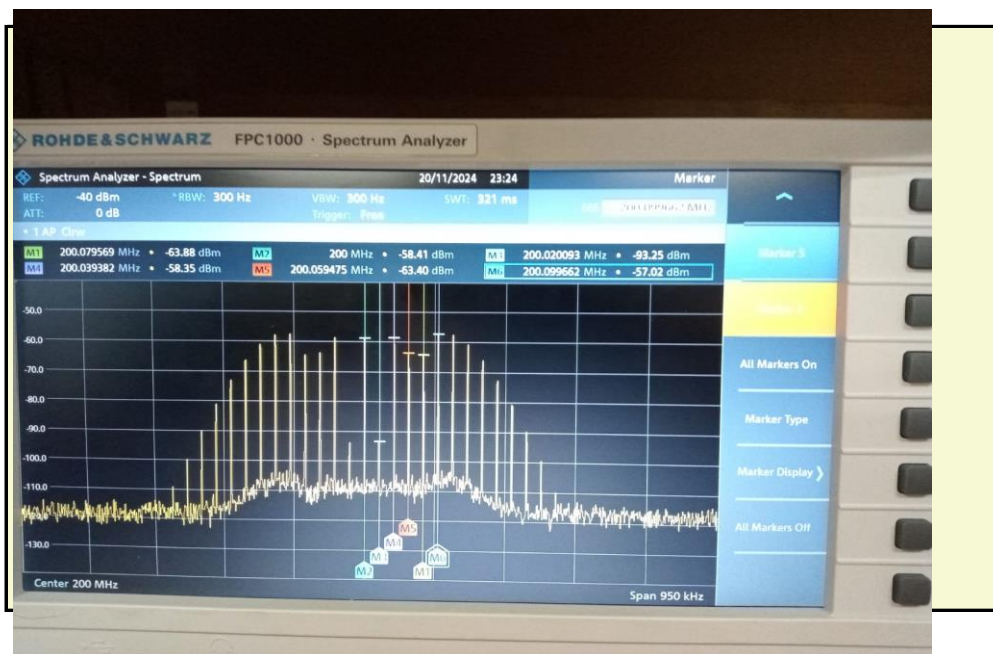 ROHDE&SCHWARZ FPC1000 · Spectrum Analyzer
Spectrum Analyzer - Spectrum 20/11/2024 23:24 Marker
REF: -40 dBm *RBW: 300 Hz VBW: 300 Hz SWT: 321 ms
ATT: 0 dB Trigger: Free 200.099662 MHz
1 AP Clrw
M1 200.079569 MHz • -63.88 dBm M2 200 MHz • -58.41 dBm M3 200.020093 MHz • -93.25 dBm
M4 200.039382 MHz • -58.35 dBm M5 200.059475 MHz • -63.40 dBm M6 200.099662 MHz • -57.02 dBm
Marker 5
-50.0
-60.0
-70.0
All Markers On
-80.0
-90.0
Marker Type
-100.0
Marker Display ❯
-110.0
All Markers Off
M5
-130.0
M4
M3 M6
M2 M1
Center 200 MHz Span 950 kHz